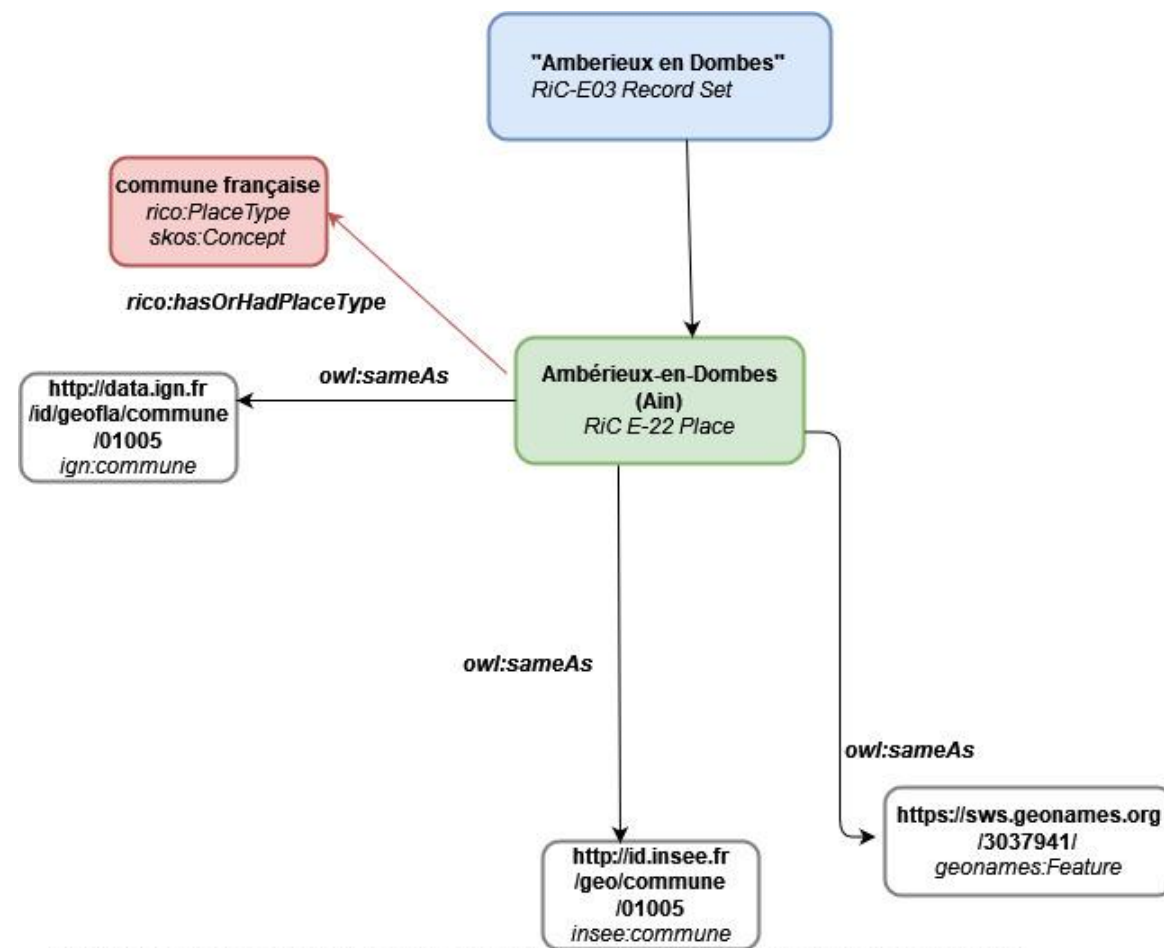 "Amberieux en Dombes"
RiC-E03 Record Set
commune française
rico:PlaceType
skos:Concept
rico:hasOrHadPlaceType
Ambérieux-en-Dombes
(Ain)
RiC E-22 Place
owl:sameAs
http://data.ign.fr
/id/geofla/commune
/01005
ign:commune
owl:sameAs
owl:sameAs
https://sws.geonames.org
/3037941/
geonames:Feature
http://id.insee.fr
/geo/commune
/01005
insee:commune